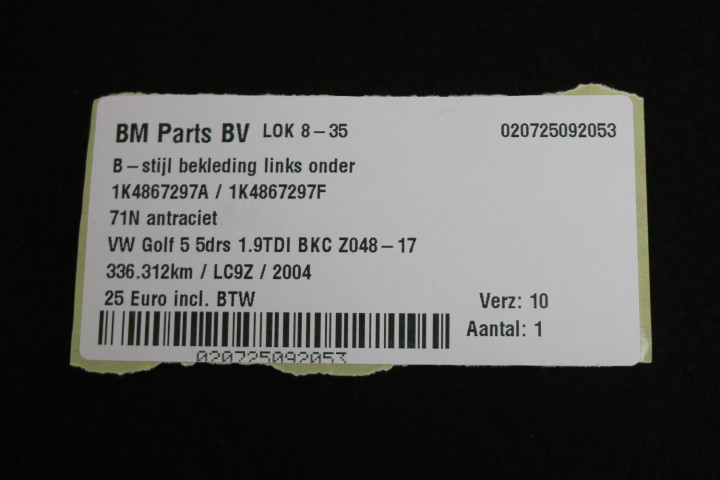 BM Parts BV LOK 8-35 020725092053
B-stijl bekleding links onder
1K4867297A / 1K4867297F
71N antraciet
VW Golf 5 5drs 1.9TDI BKC Z048-17
336.312km / LC9Z / 2004
25 Euro incl. BTW Verz: 10
Aantal: 1
020725092053